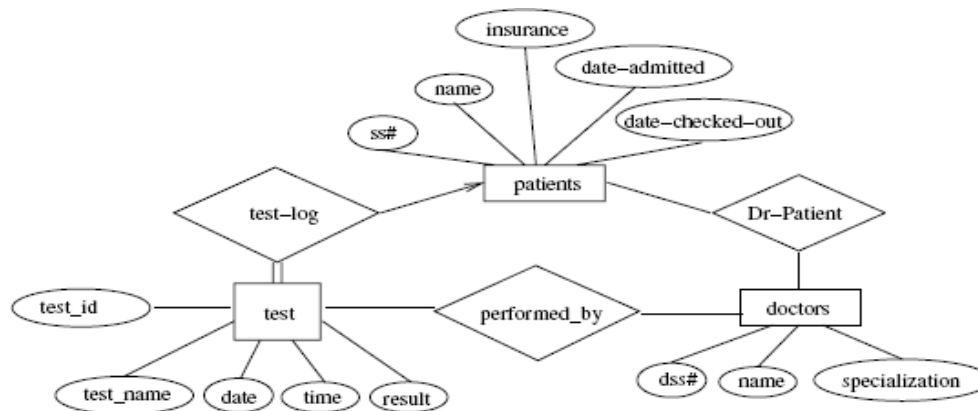 insurance
date-admitted
name
date-checked-out
ss#
patients
test-log
Dr-Patient
test_id
test
performed_by
doctors
test_name
date
time
result
dss#
name
specialization